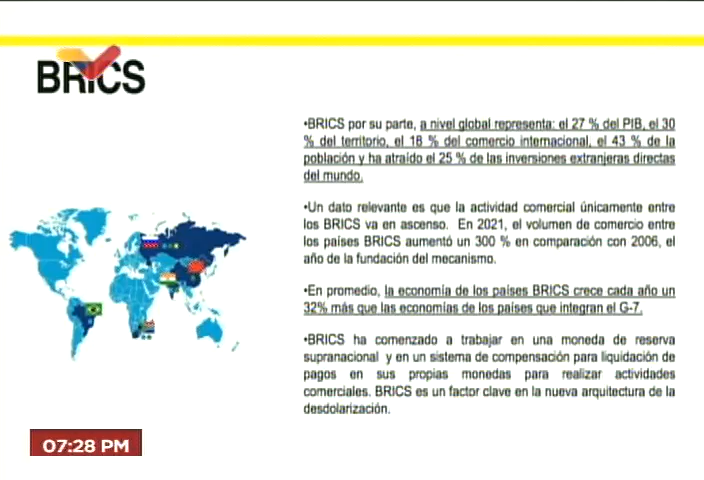 BRICS
•BRICS por su parte, a nivel global representa: el 27 % del PIB, el 30
% del territorio, el 18 % del comercio internacional, el 43 % de la
población y ha atraído el 25 % de las inversiones extranjeras directas
del mundo.
•Un dato relevante es que la actividad comercial únicamente entre
los BRICS va en ascenso. En 2021, el volumen de comercio entre
los países BRICS aumentó un 300 % en comparación con 2006, el
año de la fundación del mecanismo.
•En promedio, la economía de los países BRICS crece cada año un
32% más que las economías de los países que integran el G-7.
•BRICS ha comenzado a trabajar en una moneda de reserva
supranacional y en un sistema de compensación para liquidación de
pagos en sus propias monedas para realizar actividades
comerciales. BRICS es un factor clave en la nueva arquitectura de la
desdolarización.
07:28 PM